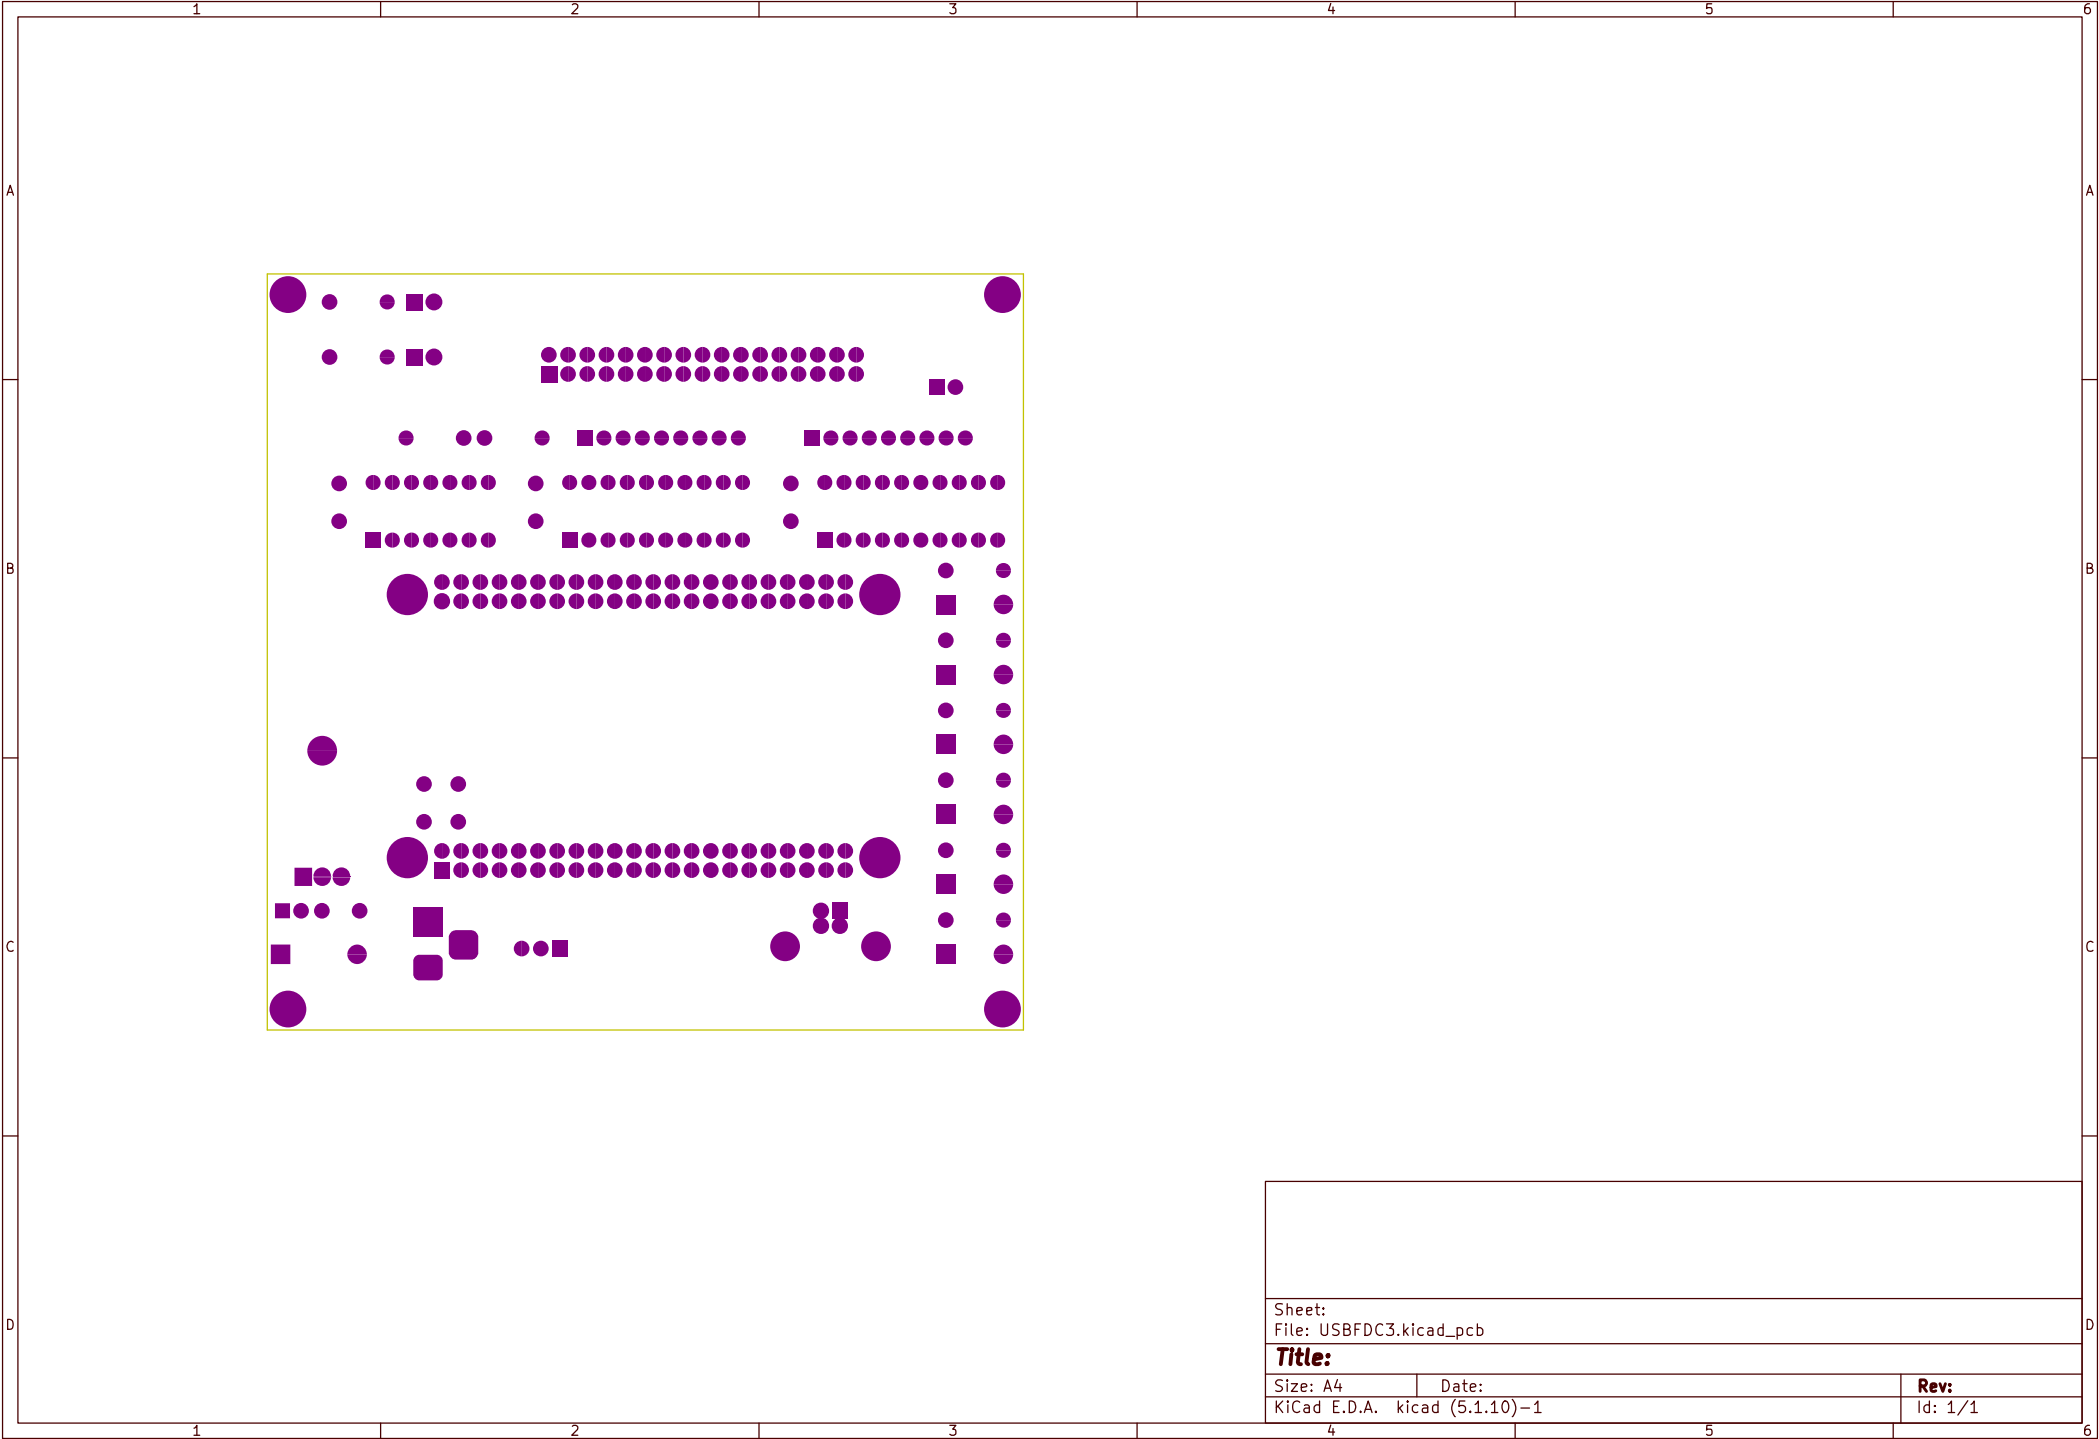 1 2 3 4 5 6
A A
B B
C C
D D
Sheet:
File: USBFDC3.kicad_pcb
Title:
Size: A4 Date: Rev:
KiCad E.D.A. kicad (5.1.10)-1 Id: 1/1
1 2 3 4 5 6